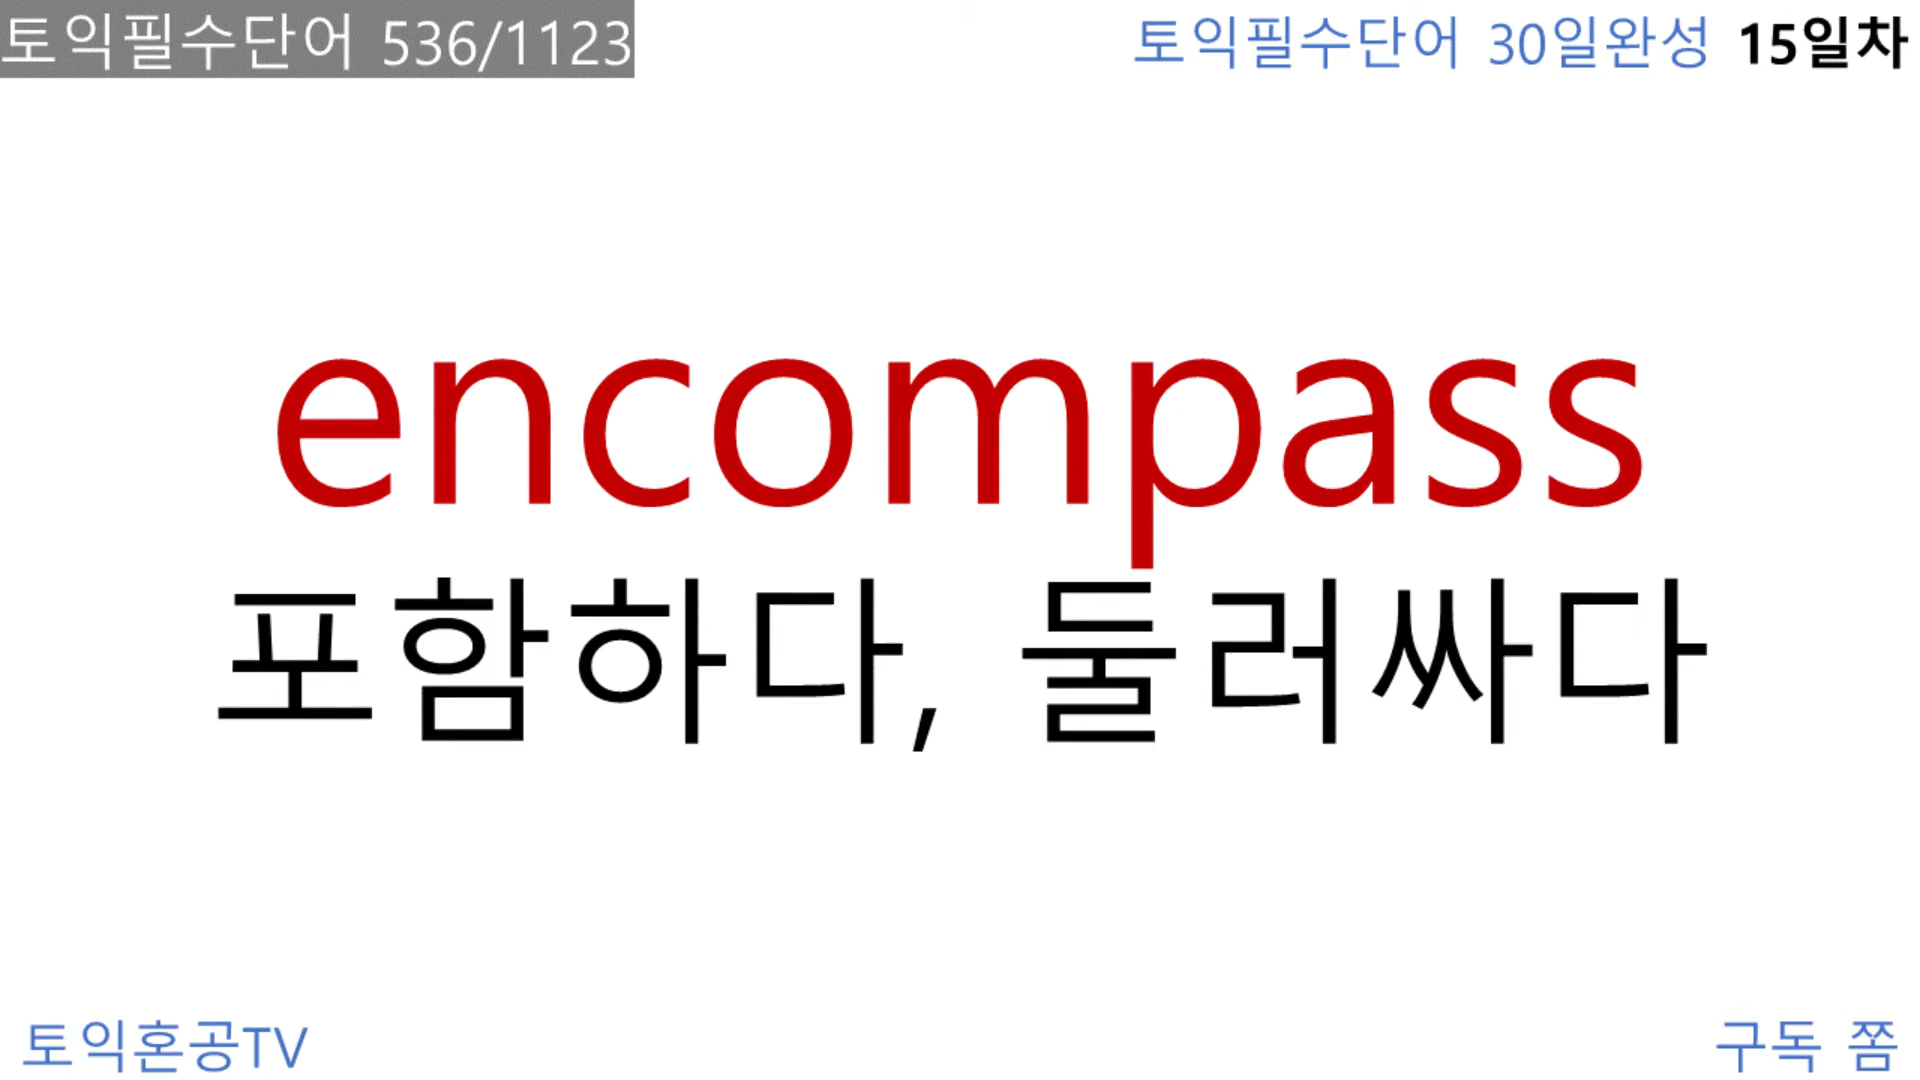 토익필수단어 536/1123
토익필수단어 30일완성 15일차
encompass
포함하다, 둘러싸다
토익혼공TV
구독 쫌